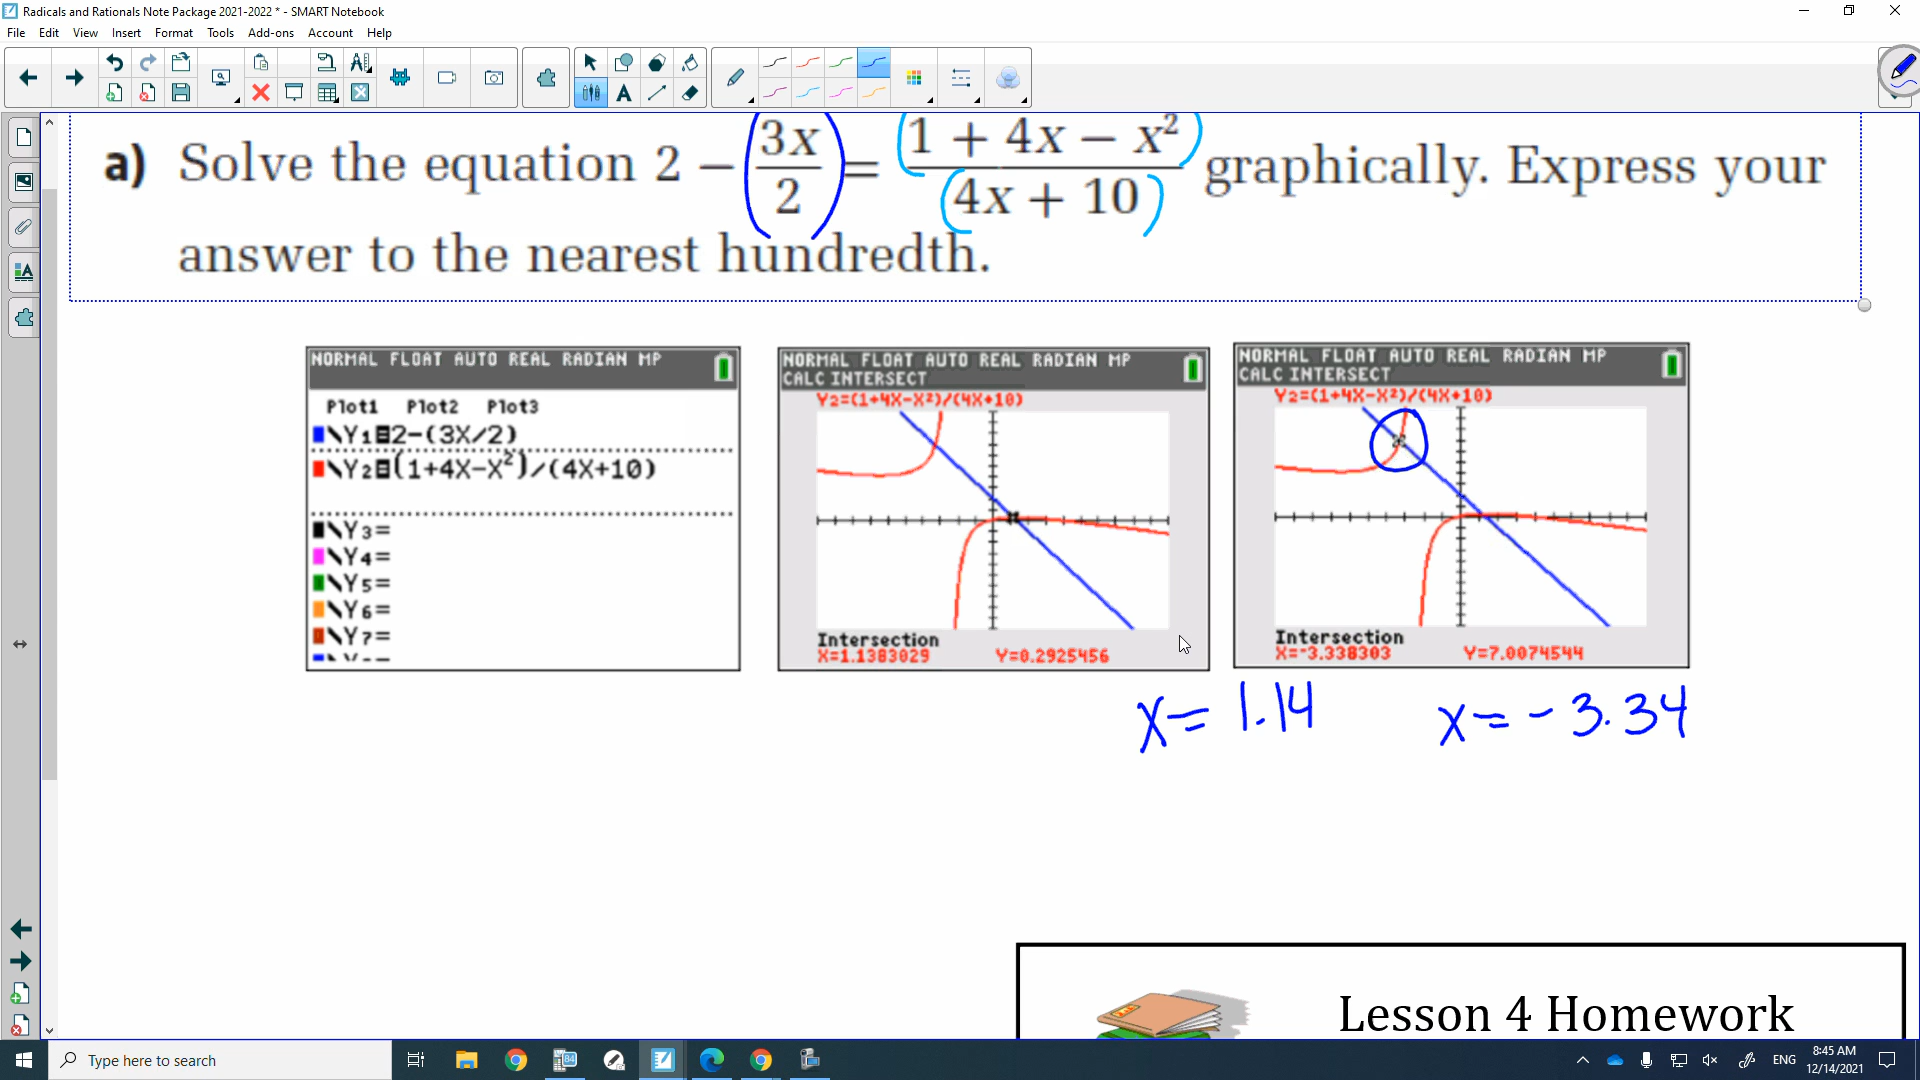 Radicals and Rationals Note Package 2021-2022 * - SMART Notebook
File Edit View Insert Format Tools Add-ons Account Help
a) Solve the equation 2 − 3x/2 = (1 + 4x − x²)/(4x + 10) graphically. Express your
answer to the nearest hundredth.
NORMAL FLOAT AUTO REAL RADIAN MP
Plot1 Plot2 Plot3
\Y₁=2-(3X/2)
\Y₂=(1+4X-X²)/(4X+10)
\Y₃=
\Y₄=
\Y₅=
\Y₆=
\Y₇=
NORMAL FLOAT AUTO REAL RADIAN MP
CALC INTERSECT
Y₂=(1+4X-X²)/(4X+10)
Intersection
X=1.1383029 Y=0.2925456
NORMAL FLOAT AUTO REAL RADIAN MP
CALC INTERSECT
Y₂=(1+4X-X²)/(4X+10)
Intersection
X=-3.338303 Y=7.0074544
x = 1.14 x = -3.34
Lesson 4 Homework
Type here to search
84
ENG
8:45 AM
12/14/2021